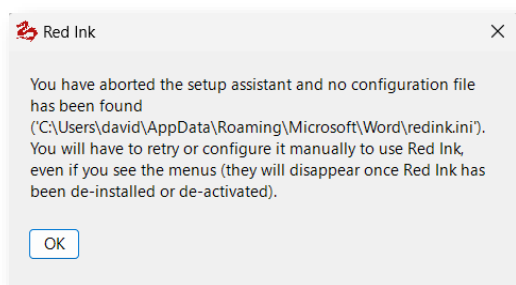 Red Ink
You have aborted the setup assistant and no configuration file
has been found
('C:\Users\david\AppData\Roaming\Microsoft\Word\redink.ini').
You will have to retry or configure it manually to use Red Ink,
even if you see the menus (they will disappear once Red Ink has
been de-installed or de-activated).
OK